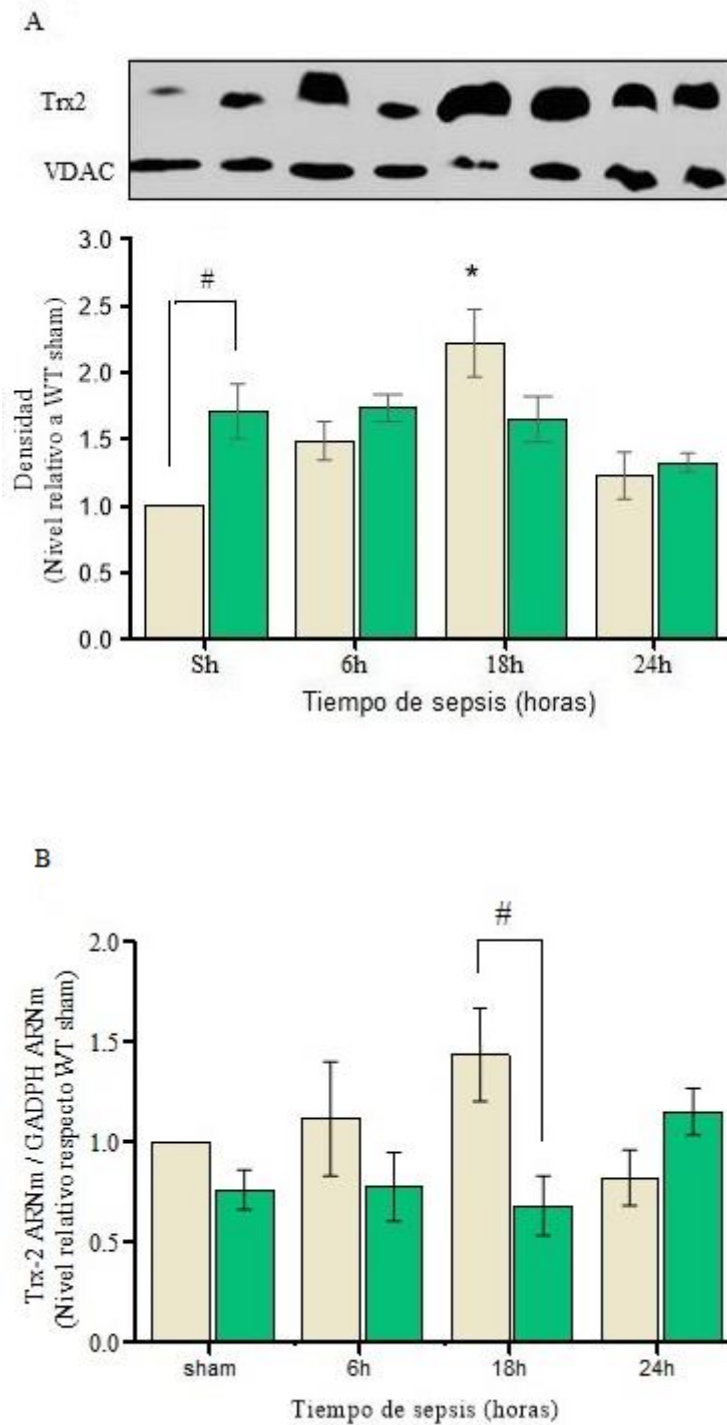 A
Trx2
VDAC
3.0
2.5
2.0
1.5
1.0
0.5
0.0
Densidad
(Nivel relativo a WT sham)
#
*
Sh 6h 18h 24h
Tiempo de sepsis (horas)
B
2.0
1.5
1.0
0.5
0.0
Trx-2 ARNm / GADPH ARNm
(Nivel relativo respecto WT sham)
#
sham 6h 18h 24h
Tiempo de sepsis (horas)